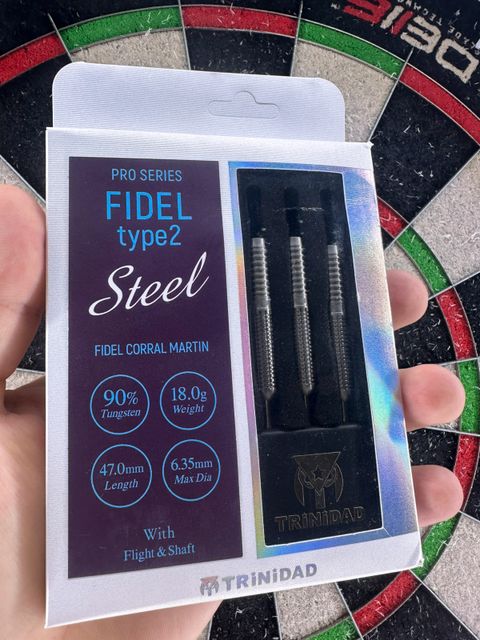 PRO SERIES
FIDEL
type2
Steel
FIDEL CORRAL MARTIN
90%
Tungsten
18.0g
Weight
47.0mm
Length
6.35mm
Max Dia
With
Flight & Shaft
TRiNiDAD
TRiNiDAD